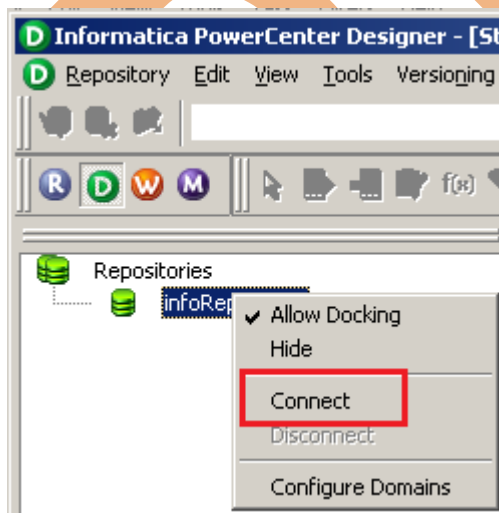 D Informatica PowerCenter Designer - [St
D Repository Edit View Tools Versioning
R D W M f(x)
Repositories
infoRep
✓ Allow Docking
Hide
Connect
Disconnect
Configure Domains